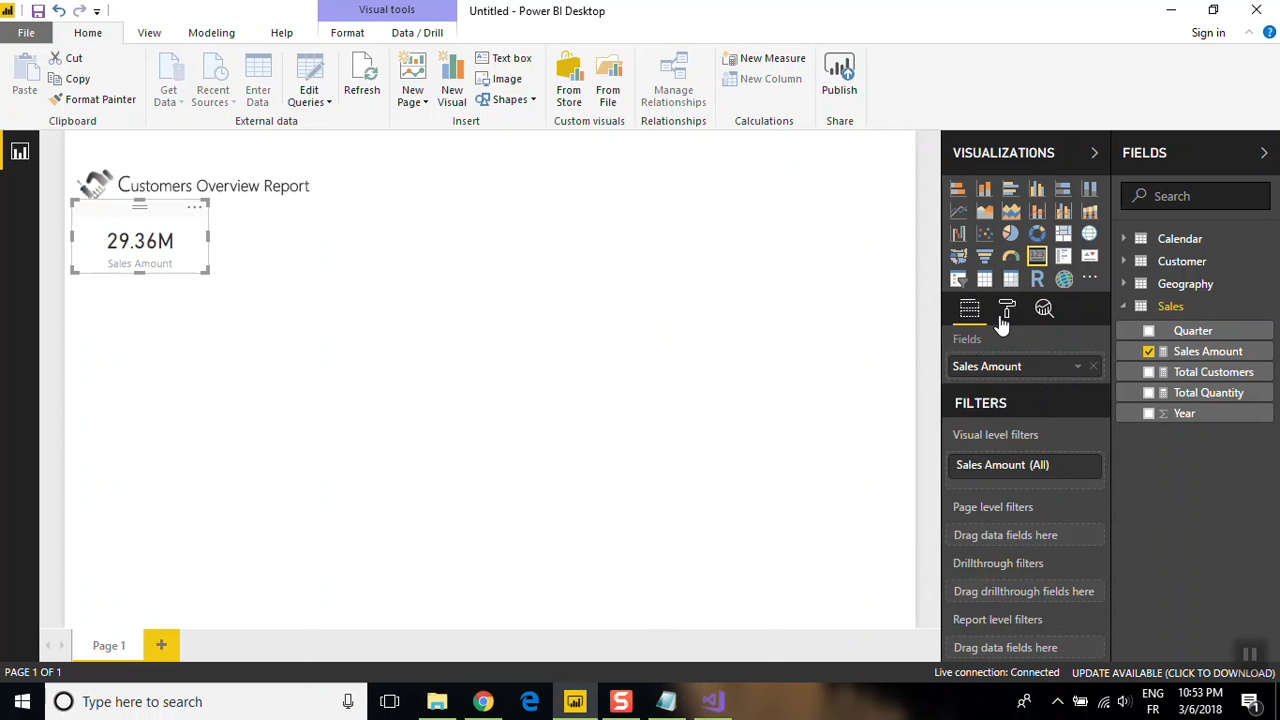 Visual tools
Untitled - Power BI Desktop
File
Home
View
Modeling
Help
Format
Data / Drill
Sign in
Paste
Cut
Copy
Format Painter
Clipboard
Get
Data
Recent
Sources
Enter
Data
External data
Edit
Queries
Refresh
New
Page
New
Visual
Text box
Image
Shapes
Insert
From
Store
From
File
Custom visuals
Manage
Relationships
Relationships
New Measure
New Column
Calculations
Publish
Share
Customers Overview Report
29.36M
Sales Amount
VISUALIZATIONS
R
Fields
Sales Amount
FILTERS
Visual level filters
Sales Amount (All)
Page level filters
Drag data fields here
Drillthrough filters
Drag drillthrough fields here
Report level filters
Drag data fields here
FIELDS
Search
Calendar
Customer
Geography
Sales
Quarter
Sales Amount
Total Customers
Total Quantity
Year
Page 1
PAGE 1 OF 1
Live connection: Connected
UPDATE AVAILABLE (CLICK TO DOWNLOAD)
Type here to search
ENG
FR
10:53 PM
3/6/2018